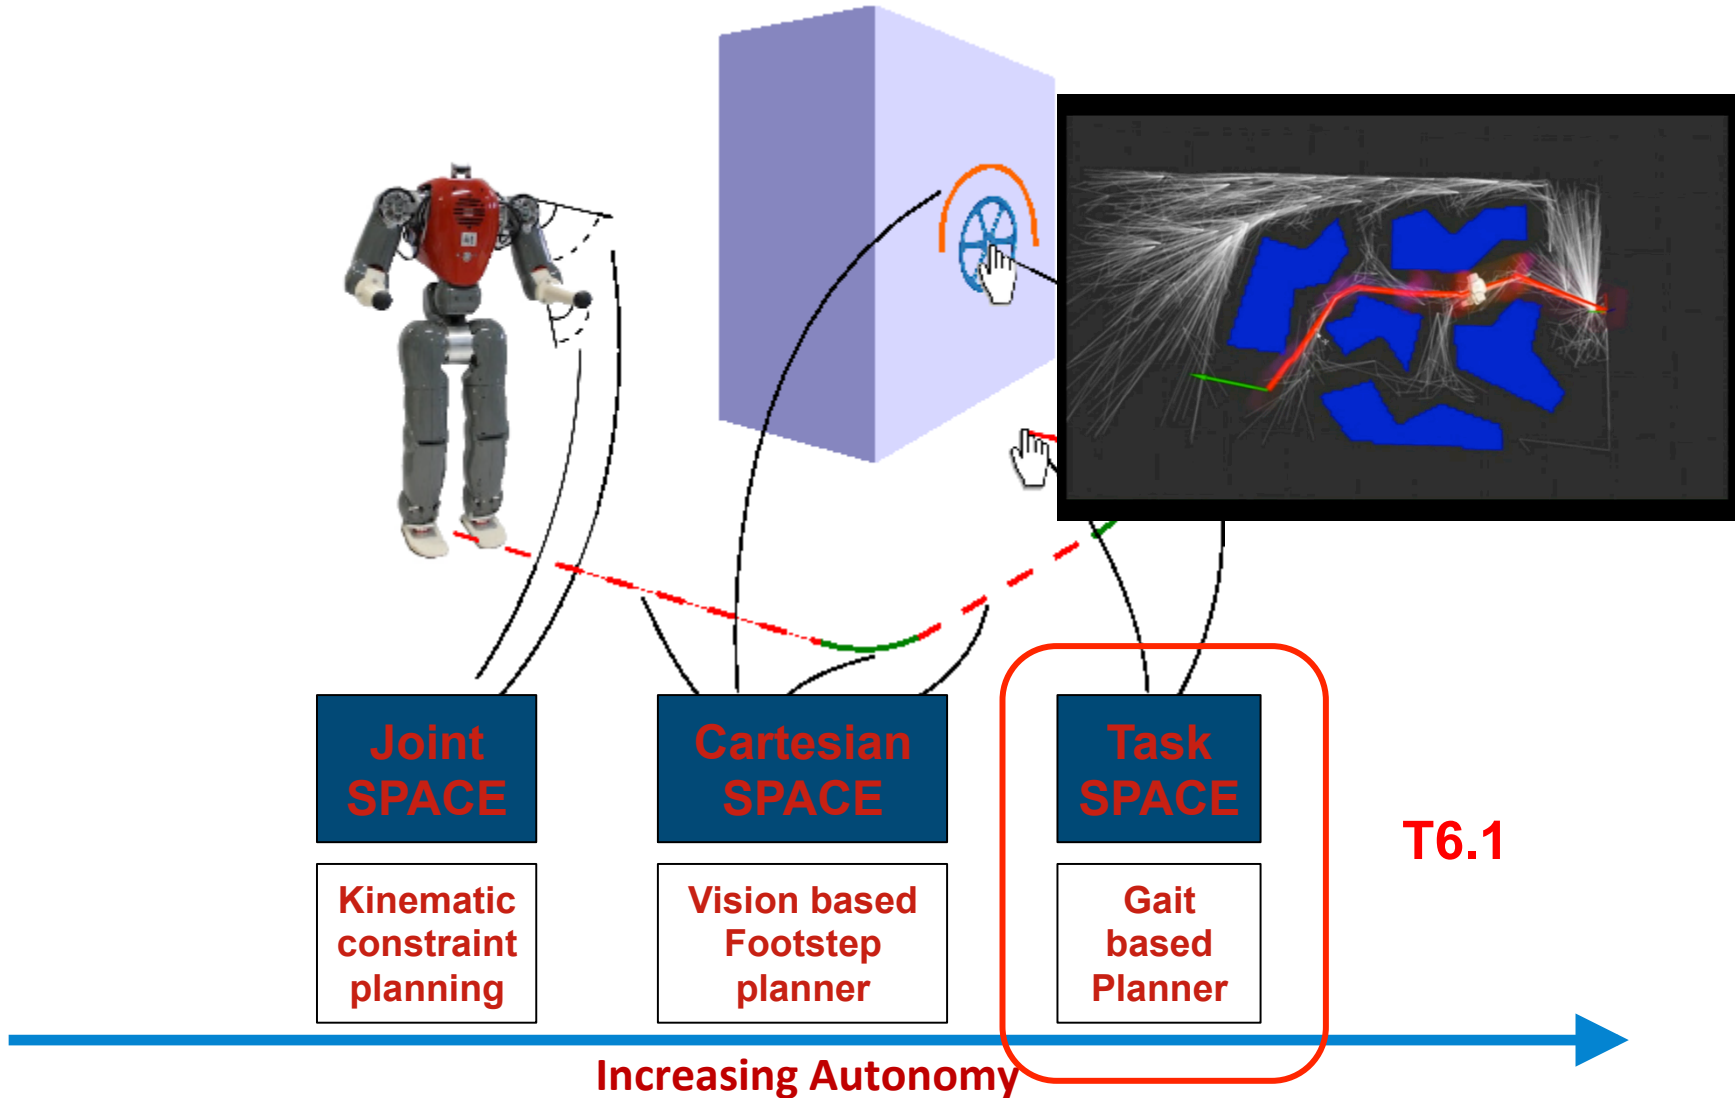 Joint
SPACE
Cartesian
SPACE
Task
SPACE
T6.1
Kinematic
constraint
planning
Vision based
Footstep
planner
Gait
based
Planner
Increasing Autonomy